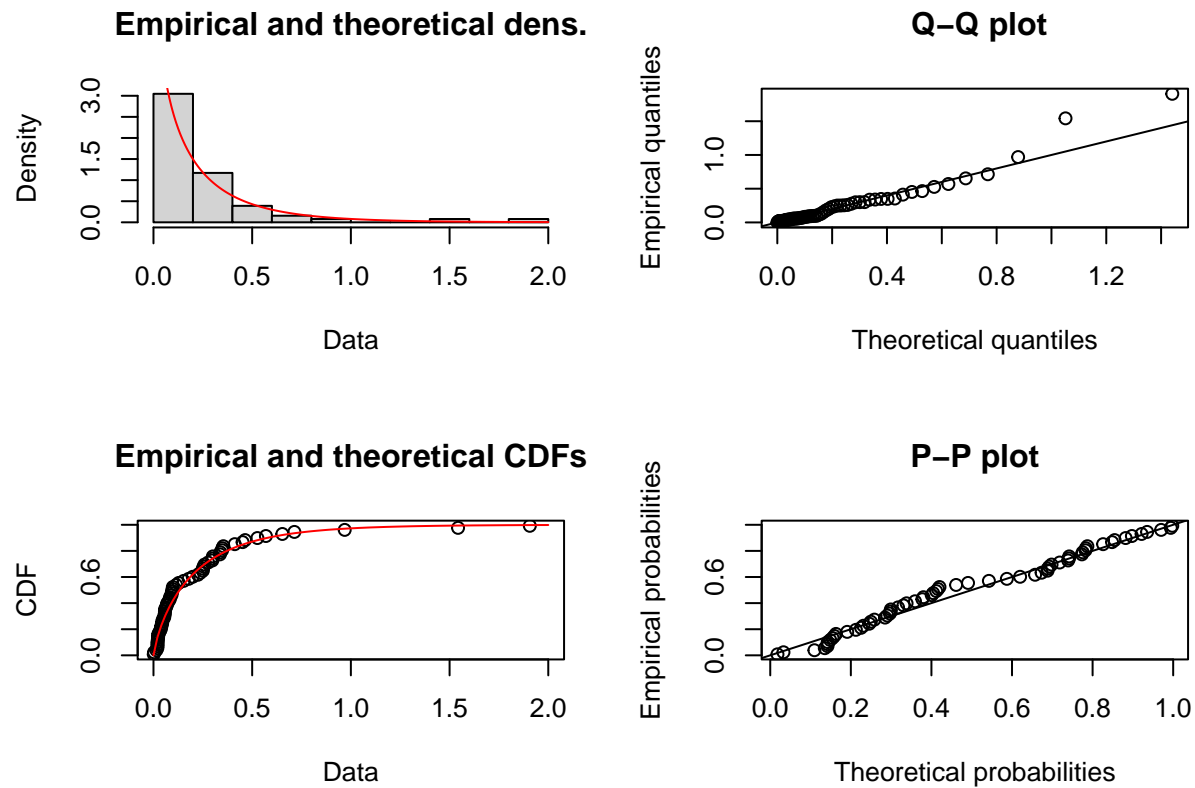 Empirical and theoretical dens.
Density
0.0 1.5 3.0
0.0 0.5 1.0 1.5 2.0
Data
Q−Q plot
Empirical quantiles
0.0 1.0
0.0 0.4 0.8 1.2
Theoretical quantiles
Empirical and theoretical CDFs
CDF
0.0 0.6
0.0 0.5 1.0 1.5 2.0
Data
P−P plot
Empirical probabilities
0.0 0.6
0.0 0.2 0.4 0.6 0.8 1.0
Theoretical probabilities